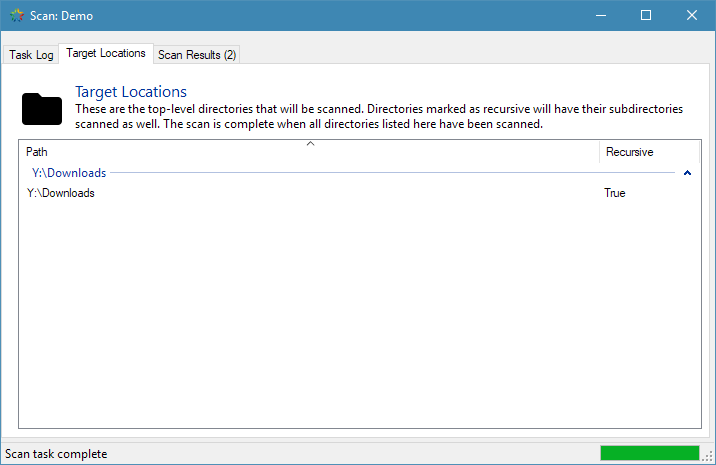 Scan: Demo
Task Log Target Locations Scan Results (2)
Target Locations
These are the top-level directories that will be scanned. Directories marked as recursive will have their subdirectories
scanned as well. The scan is complete when all directories listed here have been scanned.
Path Recursive
Y:\Downloads
Y:\Downloads True
Scan task complete